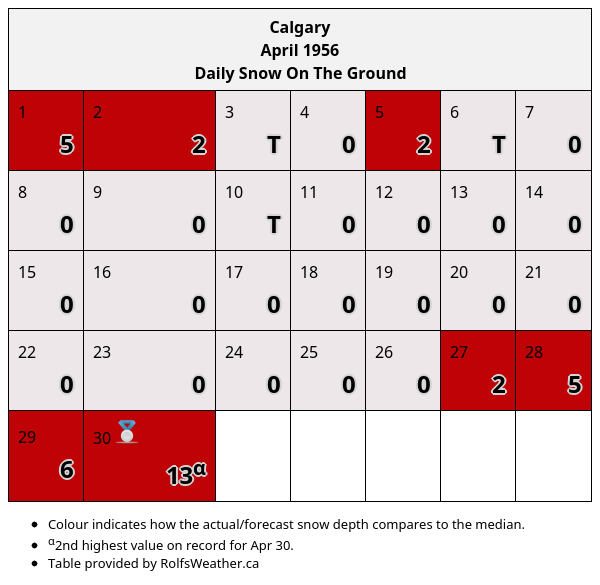 Calgary
April 1956
Daily Snow On The Ground
1 2 3 4 5 6 7
5 2 T 0 2 T 0
8 9 10 11 12 13 14
0 0 T 0 0 0 0
15 16 17 18 19 20 21
0 0 0 0 0 0 0
22 23 24 25 26 27 28
0 0 0 0 0 2 5
29 30
6 13α
• Colour indicates how the actual/forecast snow depth compares to the median.
• α2nd highest value on record for Apr 30.
• Table provided by RolfsWeather.ca